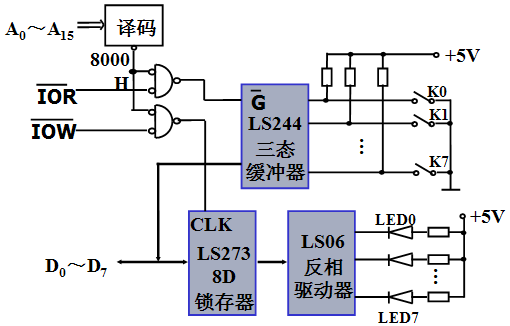 A0～A15
译码
8000
H
IOR
IOW
G
LS244
三态
缓冲器
+5V
K0
K1
⋮
K7
CLK
LS273
8D
锁存器
D0～D7
LS06
反相
驱动器
LED0
+5V
⋮
LED7